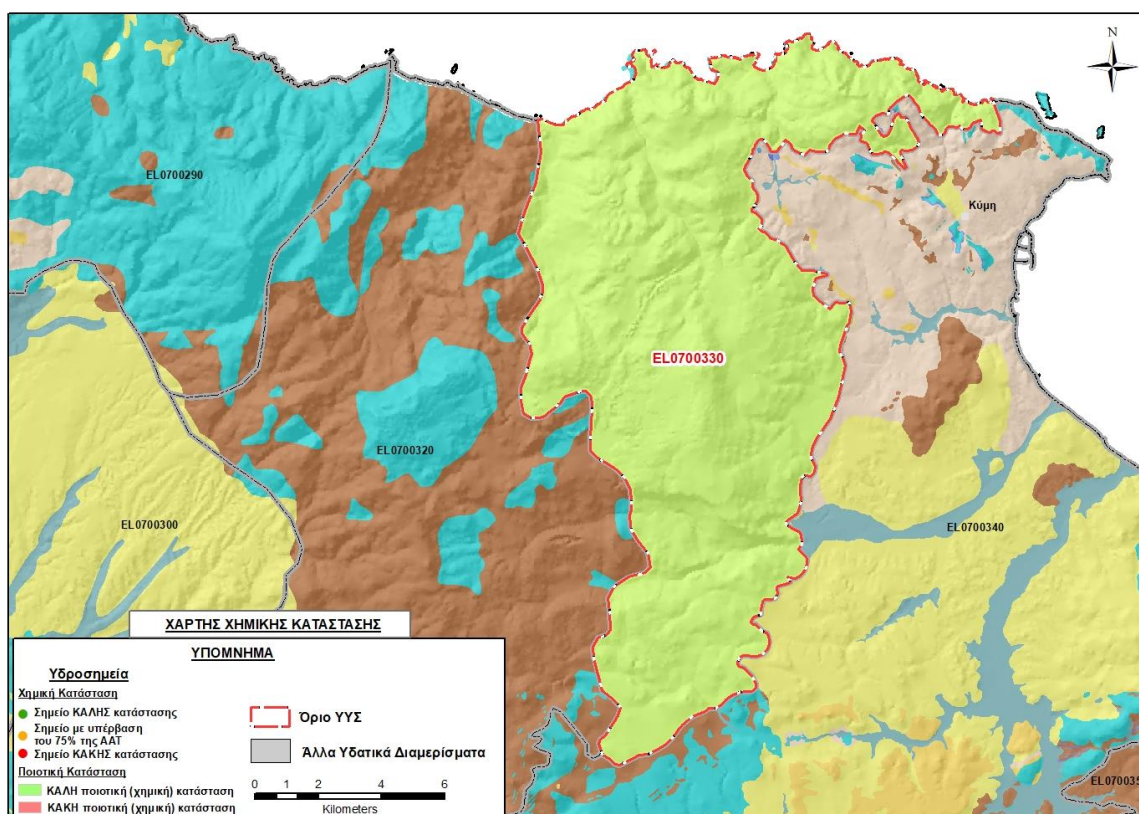 N
EL0700290
Κύμη
EL0700330
EL0700320
EL0700300
EL0700340
EL070035
ΧΑΡΤΗΣ ΧΗΜΙΚΗΣ ΚΑΤΑΣΤΑΣΗΣ
ΥΠΟΜΝΗΜΑ
Υδροσημεία
Χημική Κατάσταση
Σημείο ΚΑΛΗΣ κατάστασης
Σημείο με υπέρβαση
του 75% της ΑΑΤ
Σημείο ΚΑΚΗΣ κατάστασης
Ποιοτική Κατάσταση
ΚΑΛΗ ποιοτική (χημική) κατάσταση
ΚΑΚΗ ποιοτική (χημική) κατάσταση
Όριο ΥΥΣ
Άλλα Υδατικά Διαμερίσματα
0 1 2 4 6
Kilometers